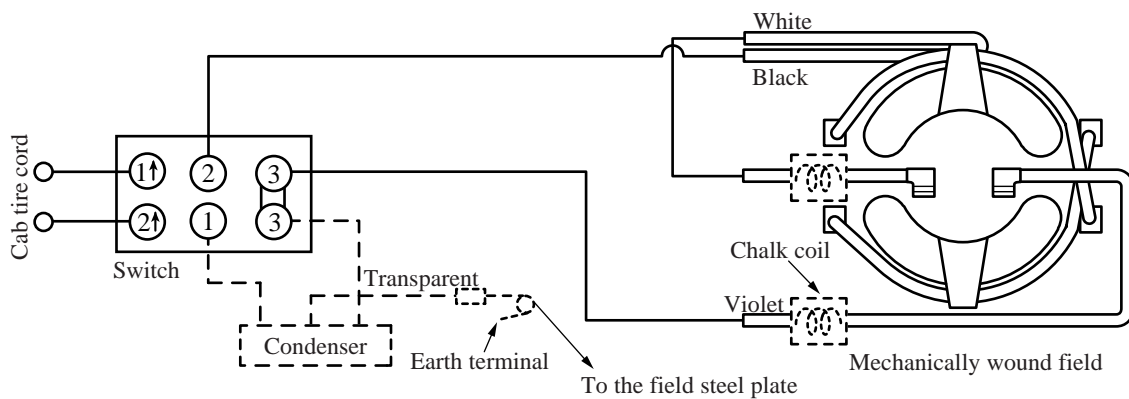 White
Black
Cab tire cord
1↑ 2 3
2↑ 1 3
Switch
Chalk coil
Transparent
Violet
Condenser
Earth terminal
Mechanically wound field
To the field steel plate